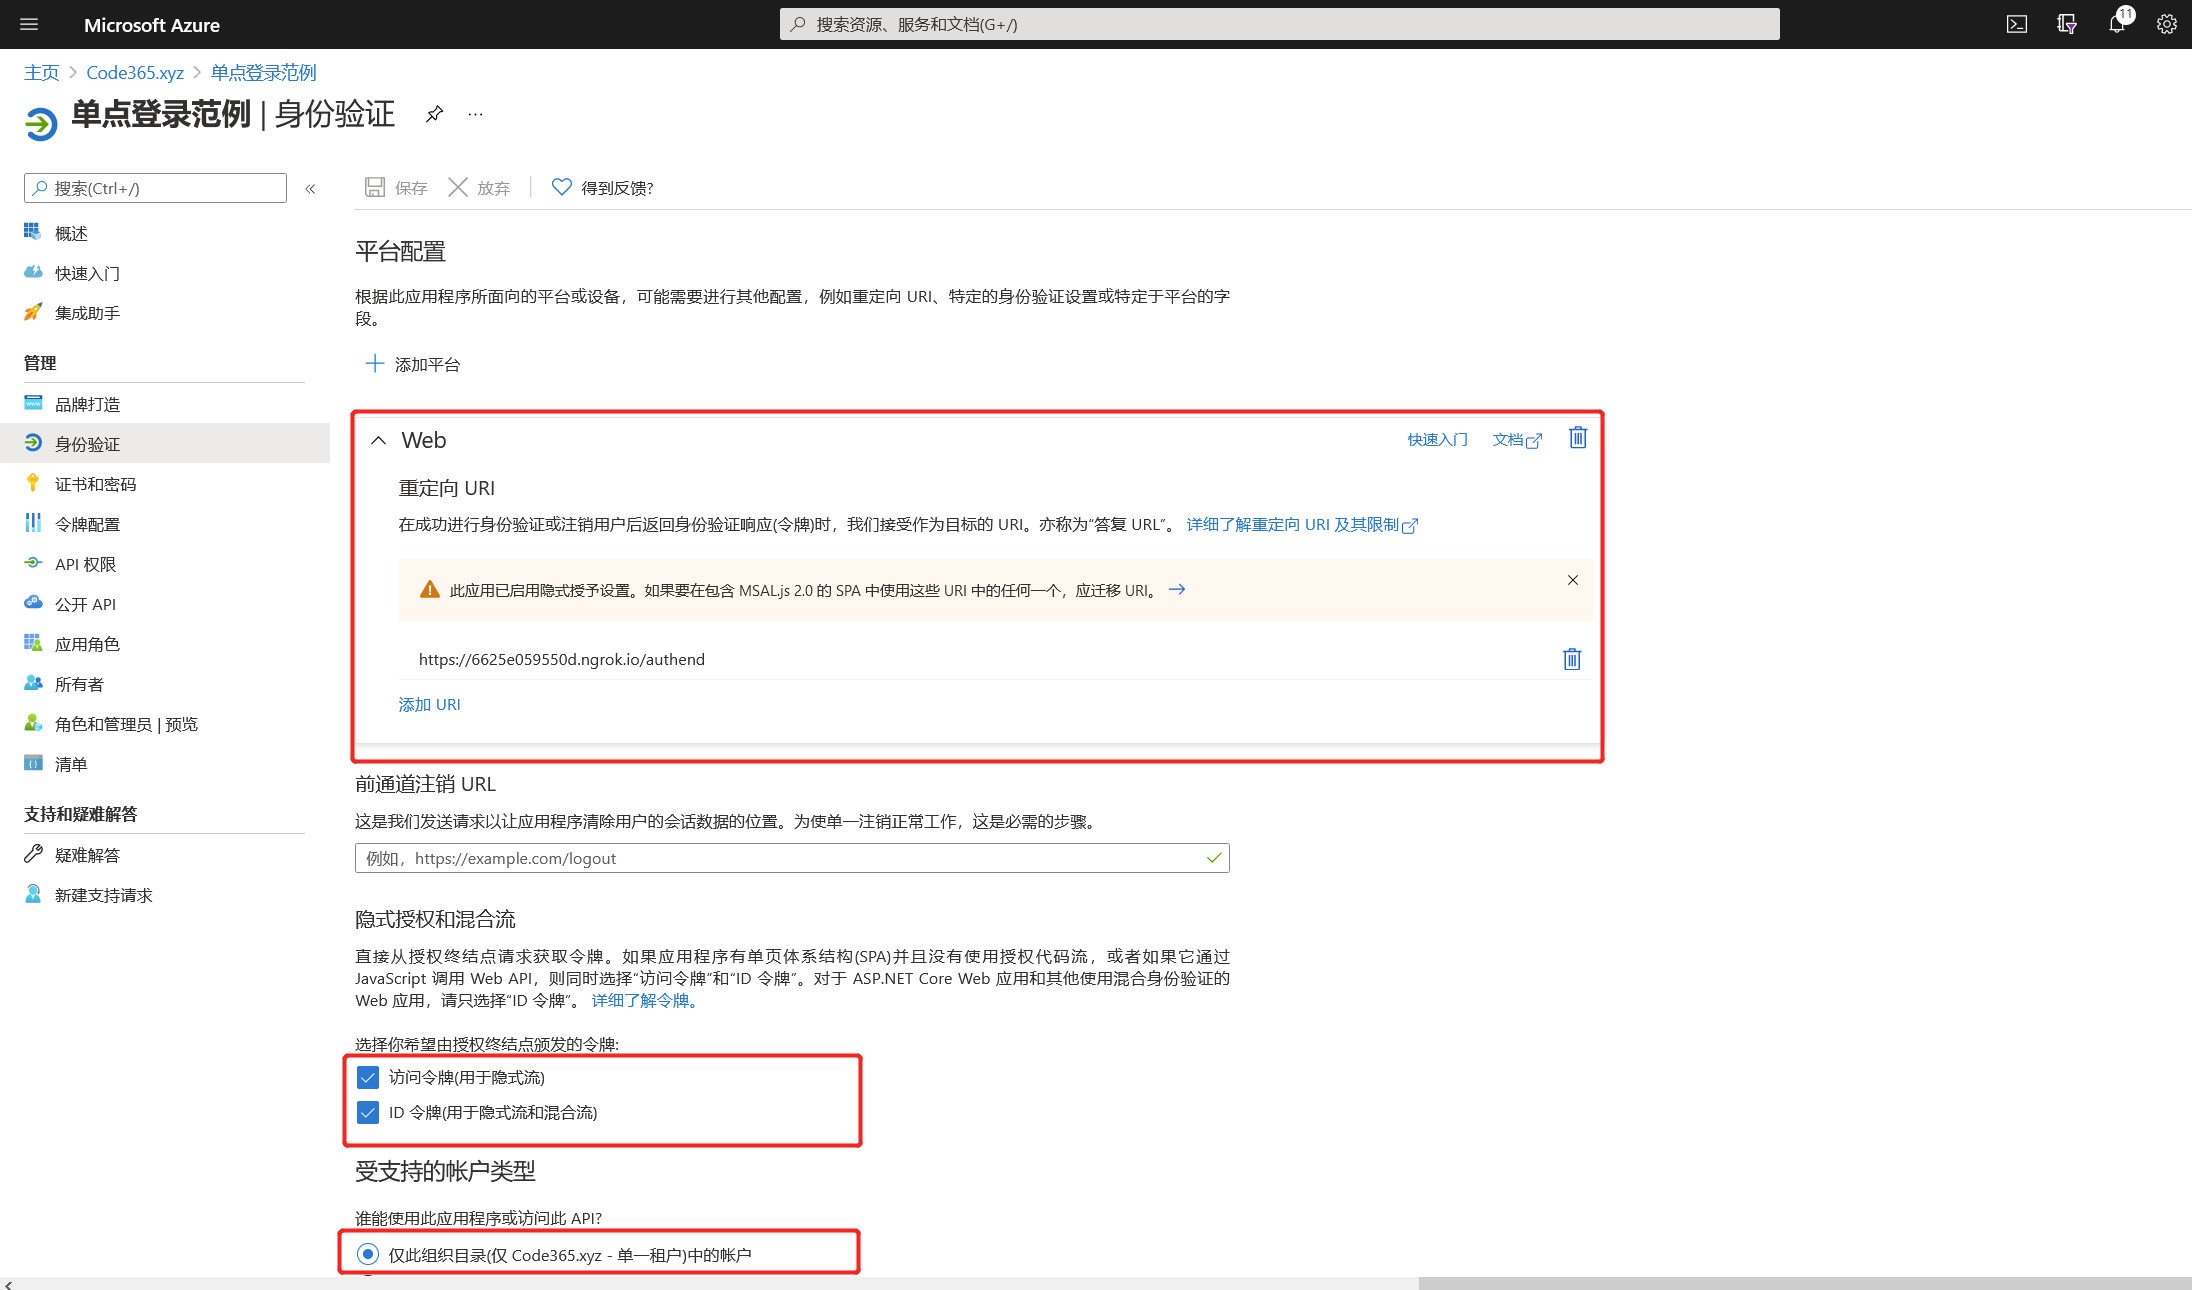 Microsoft Azure
搜索资源、服务和文档(G+/)
11
主页 > Code365.xyz > 单点登录范例
单点登录范例 | 身份验证
搜索(Ctrl+/)
«
概述
快速入门
集成助手
管理
品牌打造
身份验证
证书和密码
令牌配置
API 权限
公开 API
应用角色
所有者
角色和管理员 | 预览
清单
支持和疑难解答
疑难解答
新建支持请求
保存
放弃
得到反馈?
平台配置
根据此应用程序所面向的平台或设备，可能需要进行其他配置，例如重定向 URI、特定的身份验证设置或特定于平台的字
段。
添加平台
Web
快速入门
文档
重定向 URI
在成功进行身份验证或注销用户后返回身份验证响应(令牌)时，我们接受作为目标的 URI。亦称为“答复 URL”。 详细了解重定向 URI 及其限制
此应用已启用隐式授予设置。如果要在包含 MSAL.js 2.0 的 SPA 中使用这些 URI 中的任何一个，应迁移 URI。
https://6625e059550d.ngrok.io/authend
添加 URI
前通道注销 URL
这是我们发送请求以让应用程序清除用户的会话数据的位置。为使单一注销正常工作，这是必需的步骤。
例如，https://example.com/logout
隐式授权和混合流
直接从授权终结点请求获取令牌。如果应用程序有单页体系结构(SPA)并且没有使用授权代码流，或者如果它通过
JavaScript 调用 Web API，则同时选择“访问令牌”和“ID 令牌”。对于 ASP.NET Core Web 应用和其他使用混合身份验证的
Web 应用，请只选择“ID 令牌”。 详细了解令牌。
选择你希望由授权终结点颁发的令牌:
访问令牌(用于隐式流)
ID 令牌(用于隐式流和混合流)
受支持的帐户类型
谁能使用此应用程序或访问此 API?
仅此组织目录(仅 Code365.xyz - 单一租户)中的帐户